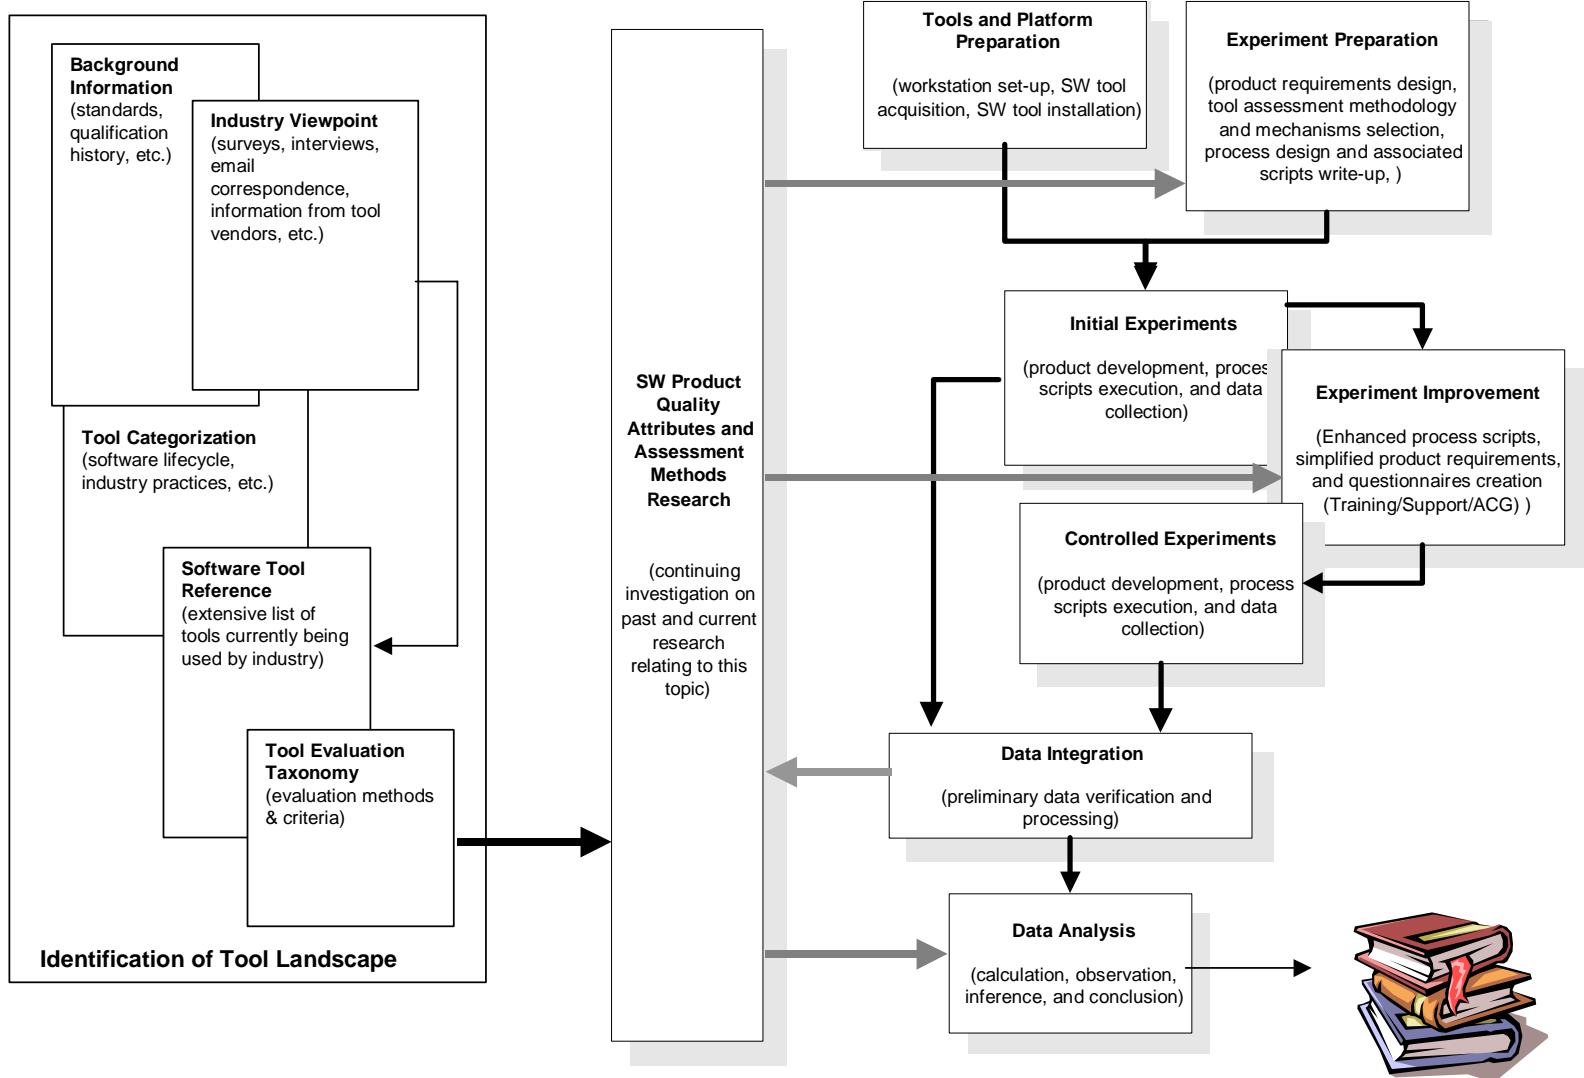 Background
Information
(standards,
qualification
history, etc.)
Industry Viewpoint
(surveys, interviews,
email
correspondence,
information from tool
vendors, etc.)
Tool Categorization
(software lifecycle,
industry practices, etc.)
Software Tool
Reference
(extensive list of
tools currently being
used by industry)
Tool Evaluation
Taxonomy
(evaluation methods
& criteria)
Identification of Tool Landscape
SW Product
Quality
Attributes and
Assessment
Methods
Research
(continuing
investigation on
past and current
research
relating to this
topic)
Tools and Platform
Preparation
(workstation set-up, SW tool
acquisition, SW tool installation)
Experiment Preparation
(product requirements design,
tool assessment methodology
and mechanisms selection,
process design and associated
scripts write-up, )
Initial Experiments
(product development, process
scripts execution, and data
collection)
Experiment Improvement
(Enhanced process scripts,
simplified product requirements,
and questionnaires creation
(Training/Support/ACG) )
Controlled Experiments
(product development, process
scripts execution, and data
collection)
Data Integration
(preliminary data verification and
processing)
Data Analysis
(calculation, observation,
inference, and conclusion)